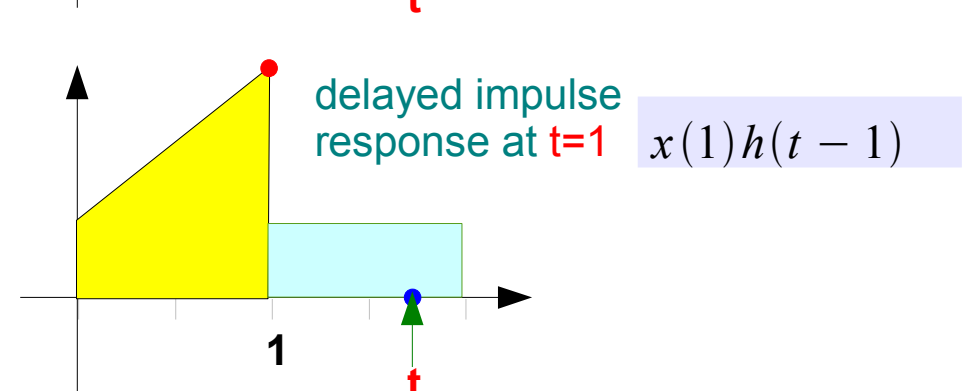 t
delayed impulse
response at t=1
x(1)h(t − 1)
1
t